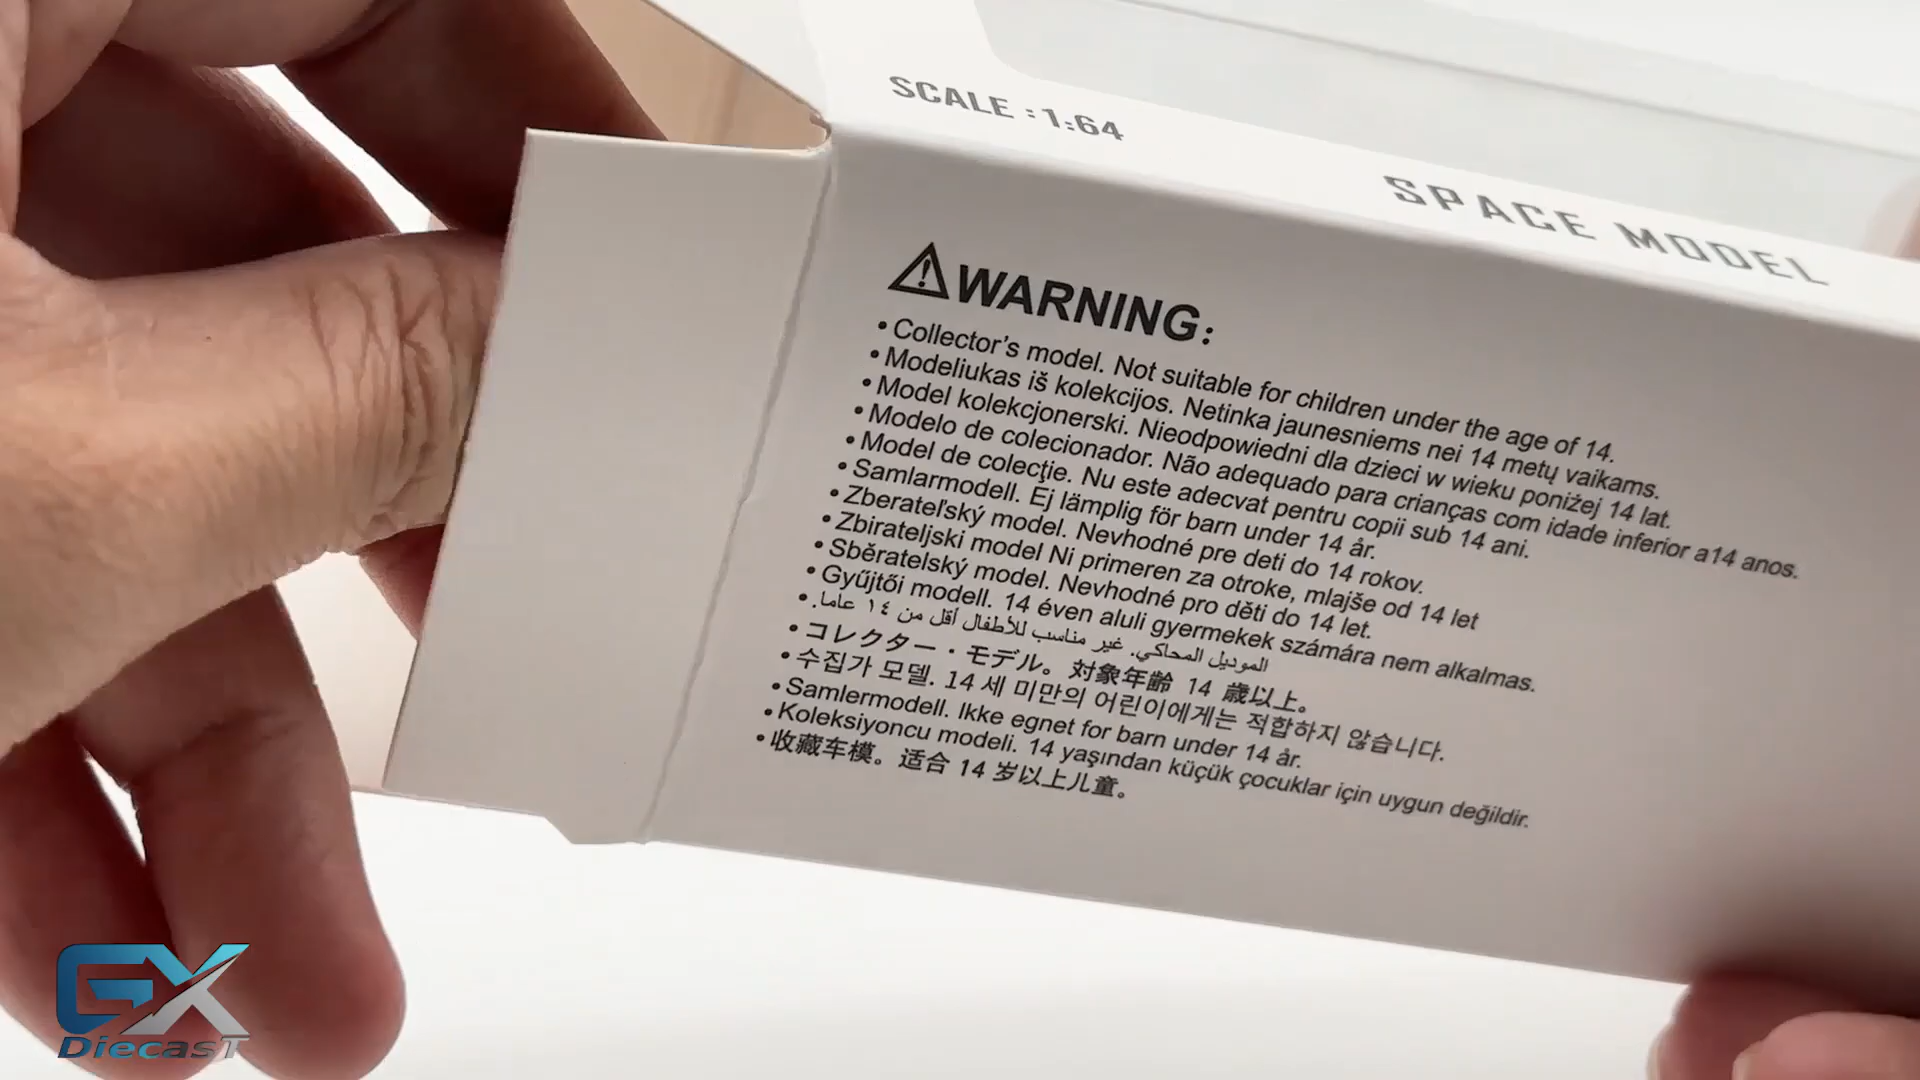 SCALE :1:64
SPACE MODEL
⚠WARNING:
• Collector's model. Not suitable for children under the age of 14.
• Modeliukas iš kolekcijos. Netinka jaunesniems nei 14 metų vaikams.
• Model kolekcjonerski. Nieodpowiedni dla dzieci w wieku poniżej 14 lat.
• Modelo de colecionador. Não adequado para crianças com idade inferior a14 anos.
• Model de colecţie. Nu este adecvat pentru copii sub 14 ani.
• Samlarmodell. Ej lämplig för barn under 14 år.
• Zberateľský model. Nevhodné pre deti do 14 rokov.
• Zbirateljski model Ni primeren za otroke, mlajše od 14 let
• Sběratelský model. Nevhodné pro děti do 14 let.
• Gyűjtői modell. 14 éven aluli gyermekek számára nem alkalmas.
• الموديل المحاكي. غير مناسب للأطفال أقل من ١٤ عاما.
• コレクター・モデル。対象年齢 14 歳以上。
• 수집가 모델. 14 세 미만의 어린이에게는 적합하지 않습니다.
• Samlermodell. Ikke egnet for barn under 14 år.
• Koleksiyoncu modeli. 14 yaşından küçük çocuklar için uygun değildir.
• 收藏车模。适合 14 岁以上儿童。
GX
DiecasT